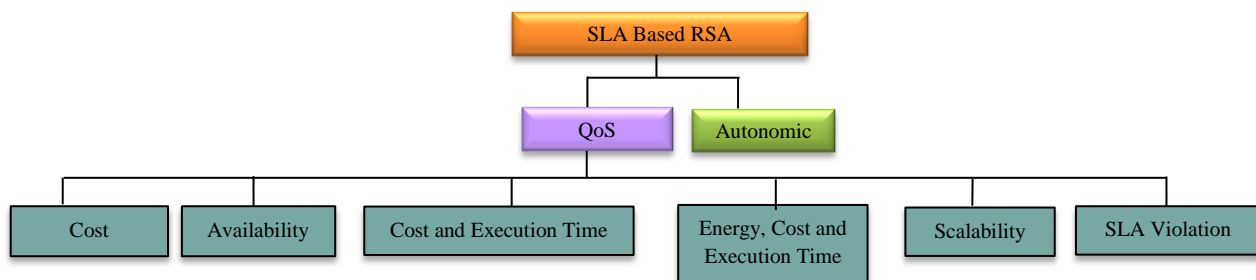 SLA Based RSA
QoS
Autonomic
Cost
Availability
Cost and Execution Time
Energy, Cost and
Execution Time
Scalability
SLA Violation